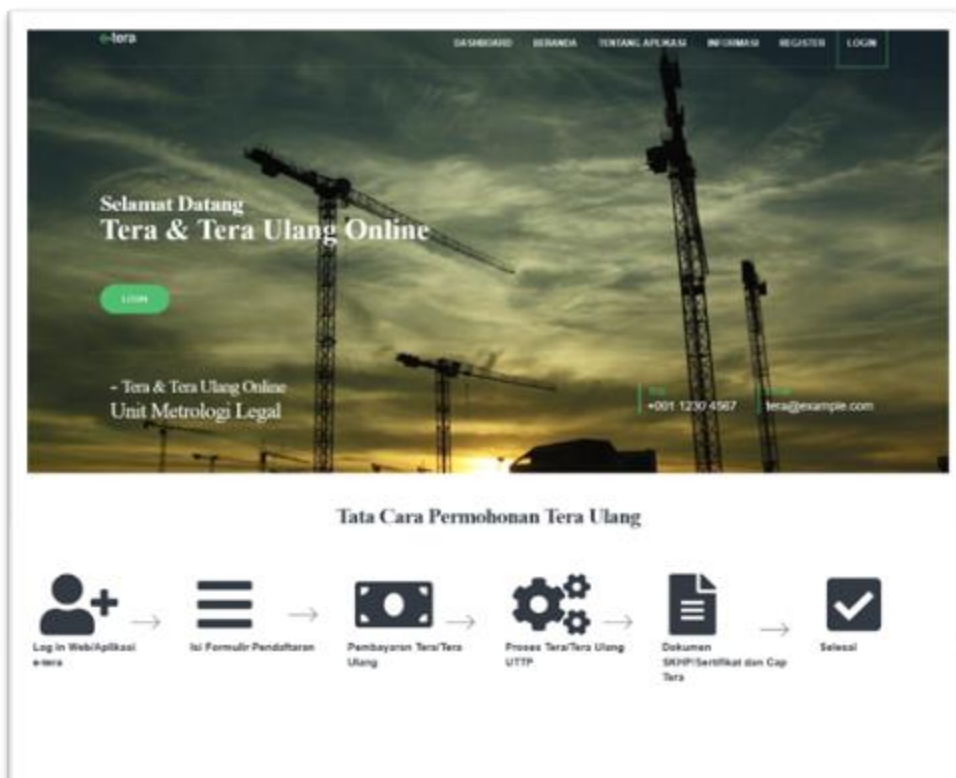 e-tera
DASHBOARD BERANDA TENTANG APLIKASI INFORMASI REGISTER LOGIN
Selamat Datang
Tera & Tera Ulang Online
LOGIN
- Tera & Tera Ulang Online
Unit Metrologi Legal
+001 1230 4567
tera@example.com
Tata Cara Permohonan Tera Ulang
Log in Web/Aplikasi
e-tera
Isi Formulir Pendaftaran
Pembayaran Tera/Tera
Ulang
Proses Tera/Tera Ulang
UTTP
Dokumen
SKHP/Sertifikat dan Cap
Tera
Selesai